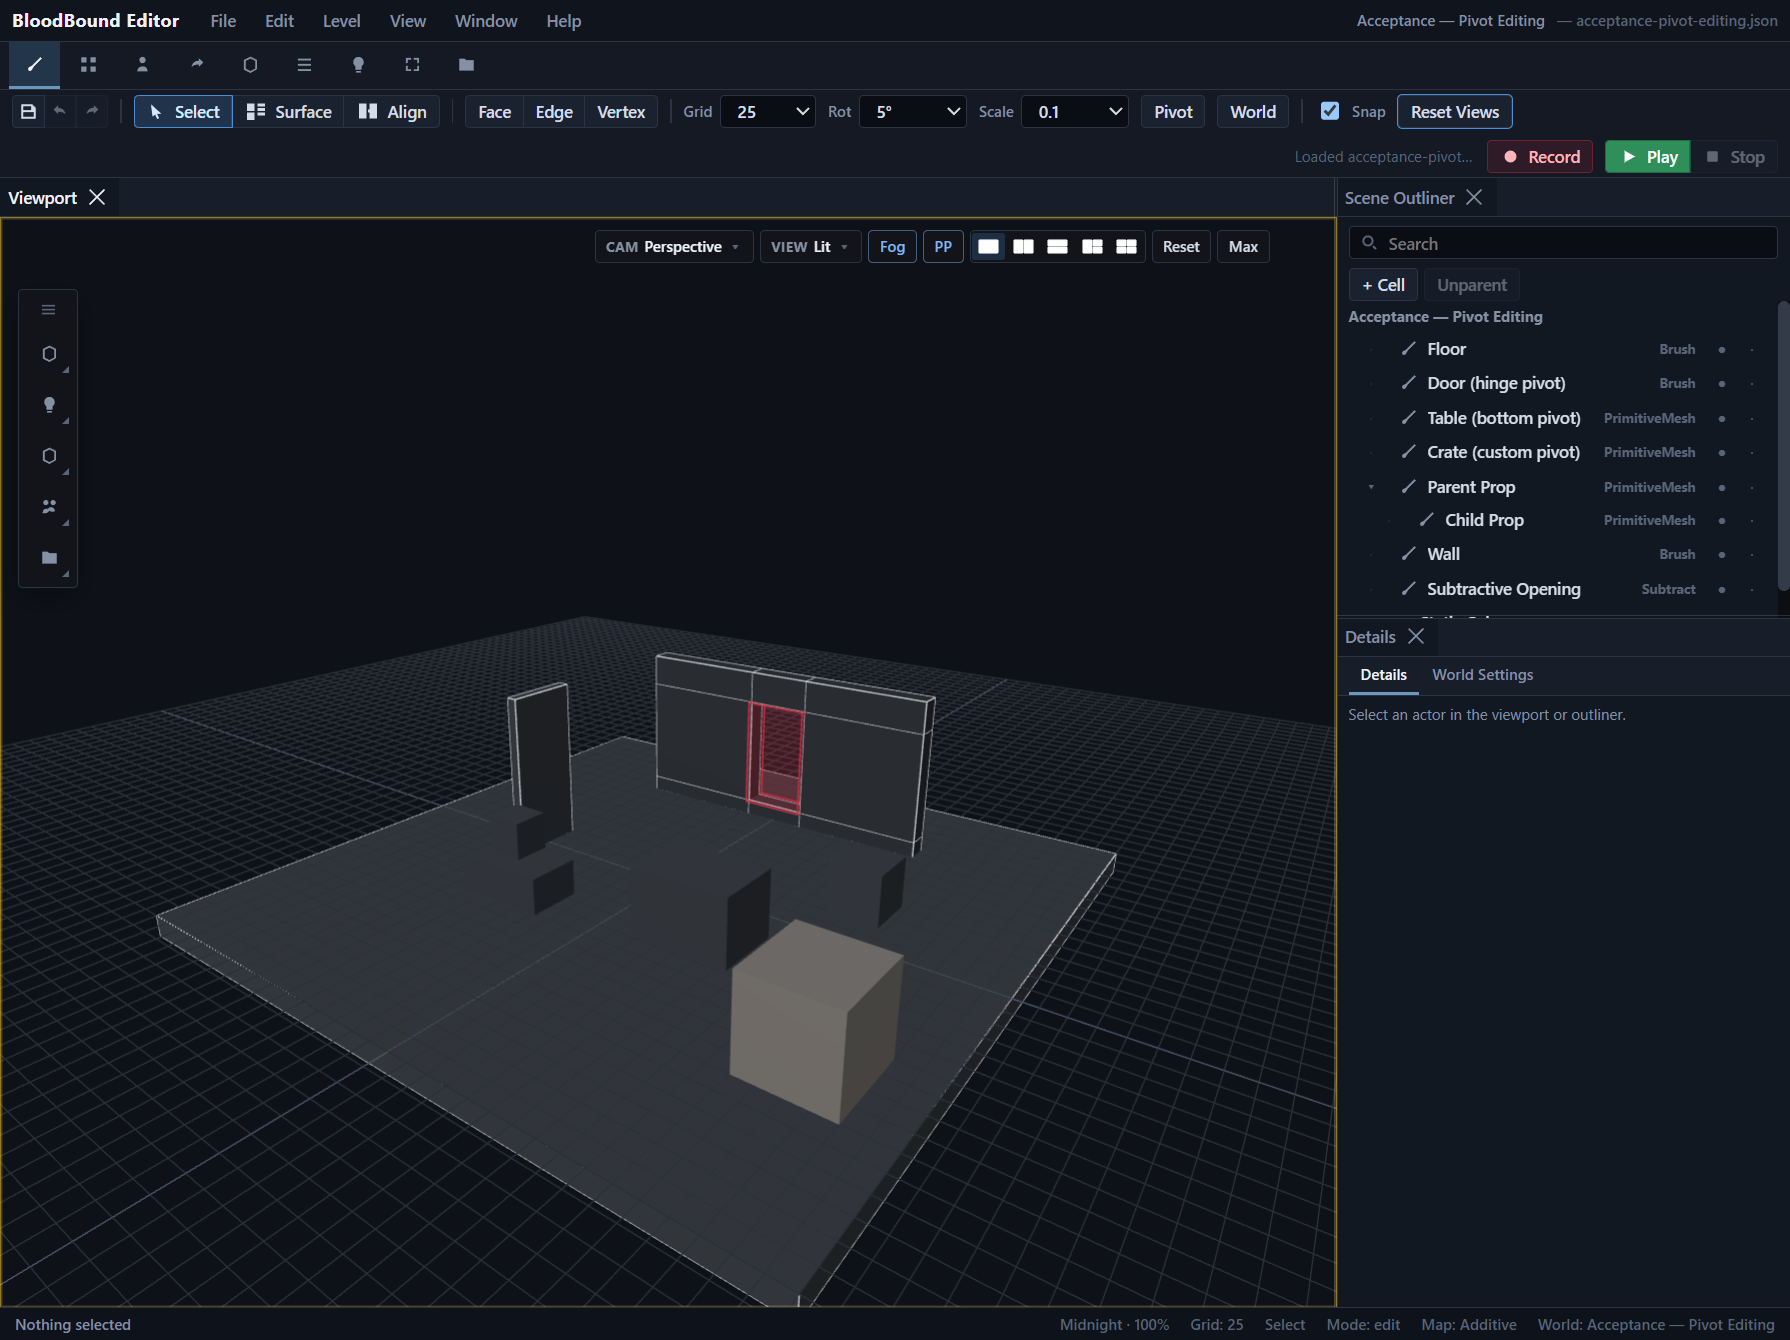 BloodBound Editor File Edit Level View Window Help Acceptance — Pivot Editing — acceptance-pivot-editing.json
Select Surface Align Face Edge Vertex Grid 25 Rot 5° Scale 0.1 Pivot World Snap Reset Views
Loaded acceptance-pivot... Record Play Stop
Viewport
CAM Perspective VIEW Lit Fog PP Reset Max
Scene Outliner
Search
+ Cell Unparent
Acceptance — Pivot Editing
Floor Brush
Door (hinge pivot) Brush
Table (bottom pivot) PrimitiveMesh
Crate (custom pivot) PrimitiveMesh
Parent Prop PrimitiveMesh
Child Prop PrimitiveMesh
Wall Brush
Subtractive Opening Subtract
Details
Details World Settings
Select an actor in the viewport or outliner.
Nothing selected Midnight · 100% Grid: 25 Select Mode: edit Map: Additive World: Acceptance — Pivot Editing